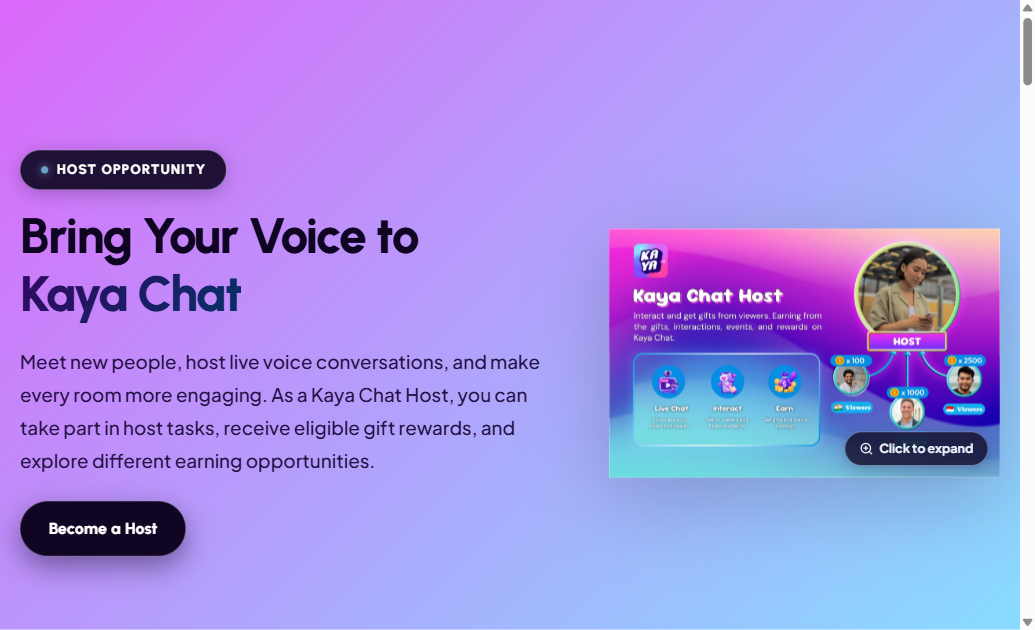 HOST OPPORTUNITY
Bring Your Voice to
Kaya Chat
Meet new people, host live voice conversations, and make
every room more engaging. As a Kaya Chat Host, you can
take part in host tasks, receive eligible gift rewards, and
explore different earning opportunities.
Become a Host
KA
YA
Kaya Chat Host
Interact and get gifts from viewers. Earning from
the gifts, interactions, events, and rewards on
Kaya Chat.
Live Chat
Interact
Earn
HOST
x 100
x 2500
x 1000
Viewers
Viewers
Click to expand